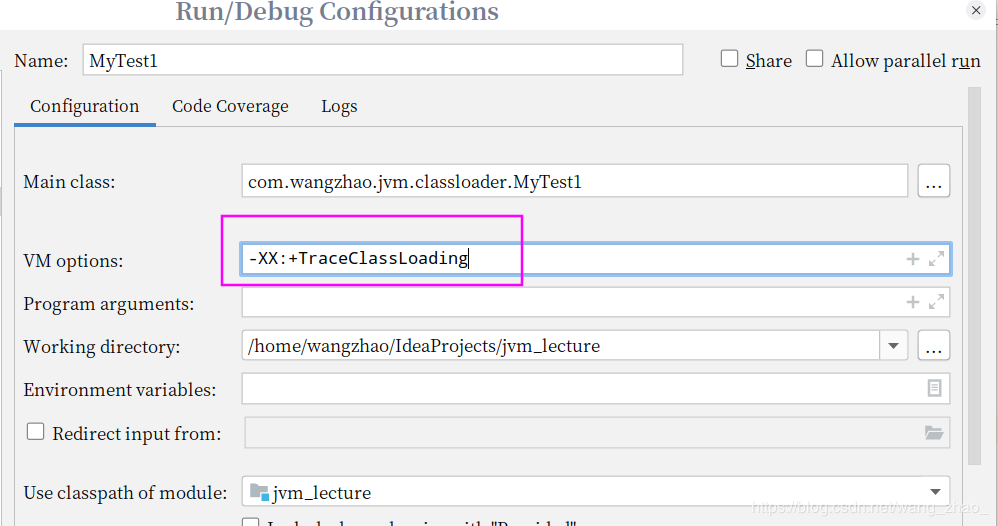 Run/Debug Configurations
Name: MyTest1 Share Allow parallel run
Configuration Code Coverage Logs
Main class: com.wangzhao.jvm.classloader.MyTest1 ...
VM options: -XX:+TraceClassLoading
Program arguments:
Working directory: /home/wangzhao/IdeaProjects/jvm_lecture ...
Environment variables:
Redirect input from:
Use classpath of module: jvm_lecture
https://blog.csdn.net/wang_zhao_